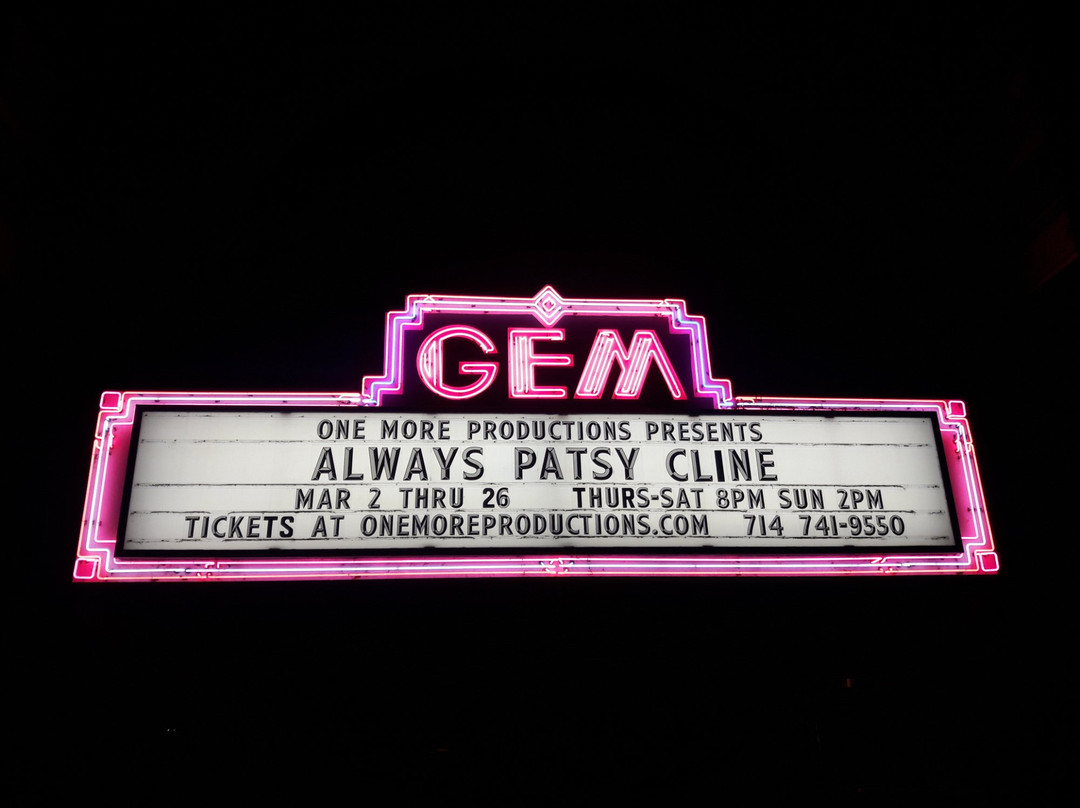 GEM
ONE MORE PRODUCTIONS PRESENTS
ALWAYS PATSY CLINE
MAR 2 THRU 26 THURS-SAT 8PM SUN 2PM
TICKETS AT ONEMOREPRODUCTIONS.COM 714 741-9550